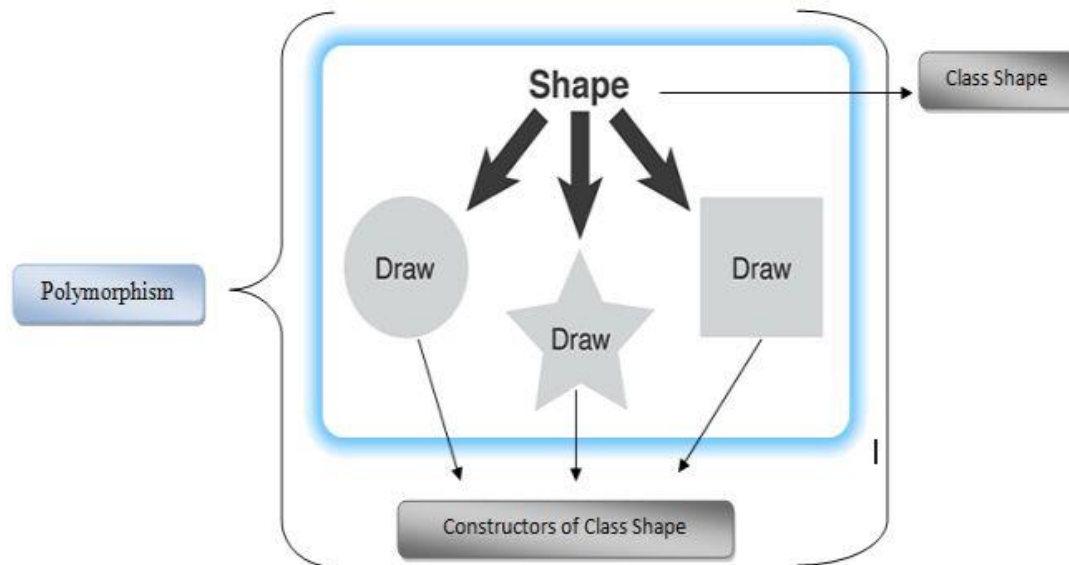 Shape
Class Shape
Draw
Draw
Draw
Polymorphism
Constructors of Class Shape